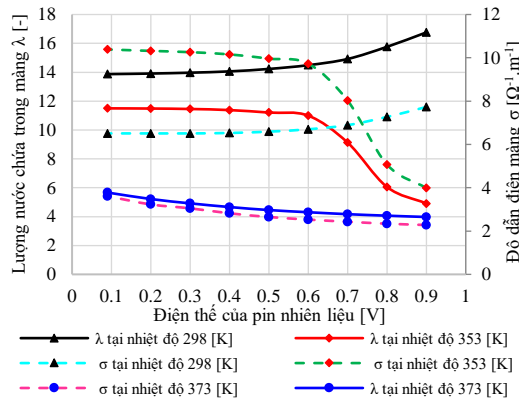 Lượng nước chứa trong màng λ [-]
18
16
14
12
10
8
6
4
2
0
12
10
8
6
4
2
0
Độ dẫn điện màng σ [Ω⁻¹.m⁻¹]
0 0.1 0.2 0.3 0.4 0.5 0.6 0.7 0.8 0.9 1
Điện thế của pin nhiên liệu [V]
λ tại nhiệt độ 298 [K] λ tại nhiệt độ 353 [K]
σ tại nhiệt độ 298 [K] σ tại nhiệt độ 353 [K]
σ tại nhiệt độ 373 [K] λ tại nhiệt độ 373 [K]